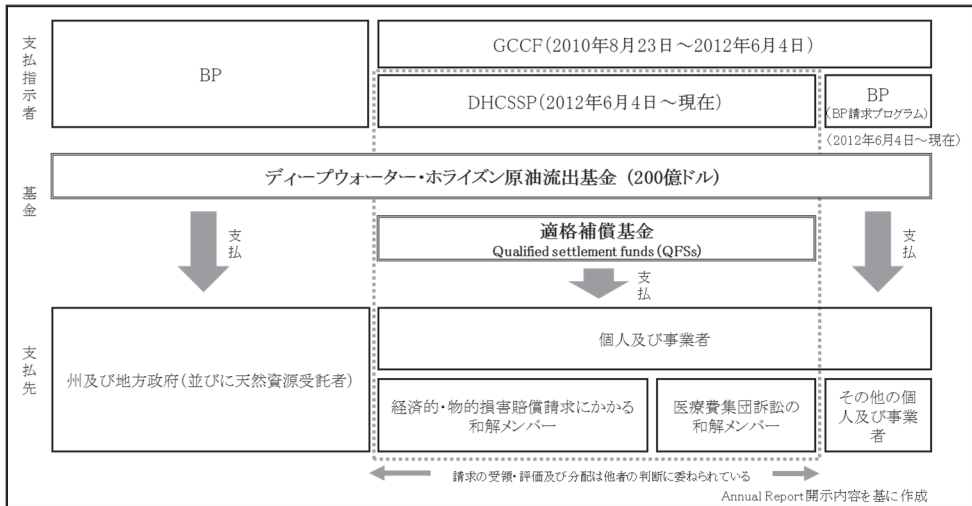 支払指示者
BP
GCCF（2010年8月23日～2012年6月4日）
DHCSSP（2012年6月4日～現在）
BP
（BP請求プログラム）
（2012年6月4日～現在）
基金
ディープウォーター・ホライズン原油流出基金（200億ドル）
支払
適格補償基金
Qualified settlement funds（QFSs）
支払
支払
支払先
州及び地方政府（並びに天然資源受託者）
個人及び事業者
経済的・物的損害賠償請求にかかる
和解メンバー
医療費集団訴訟の
和解メンバー
その他の個
人及び事業
者
請求の受領・評価及び分配は他者の判断に委ねられている
Annual Report開示内容を基に作成